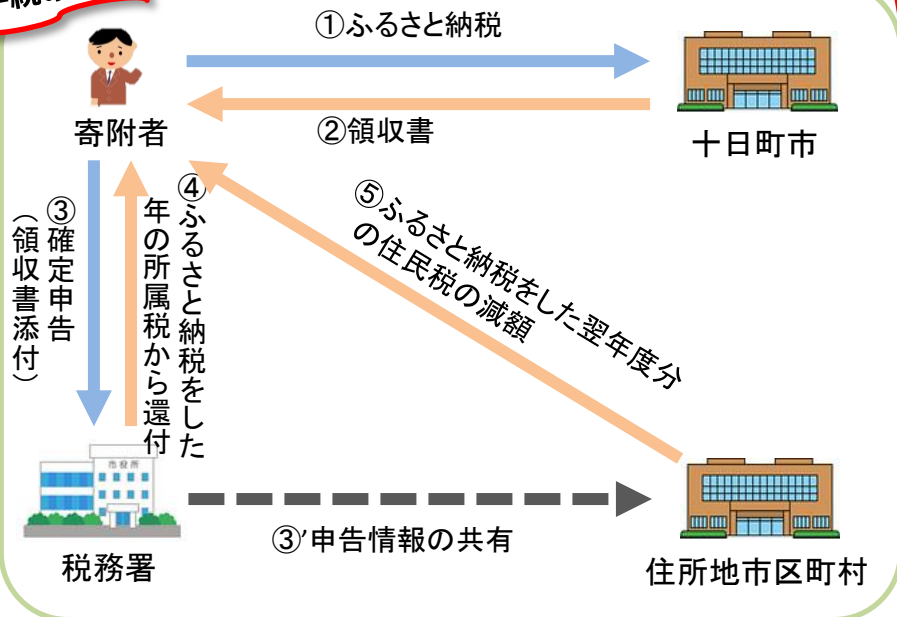 ①ふるさと納税
寄附者
②領収書
十日町市
③確定申告
(領収書添付)
④ふるさと納税をした
年の所属税から還付
⑤ふるさと納税をした翌年度分
の住民税の減額
市役所
税務署
③’申告情報の共有
住所地市区町村